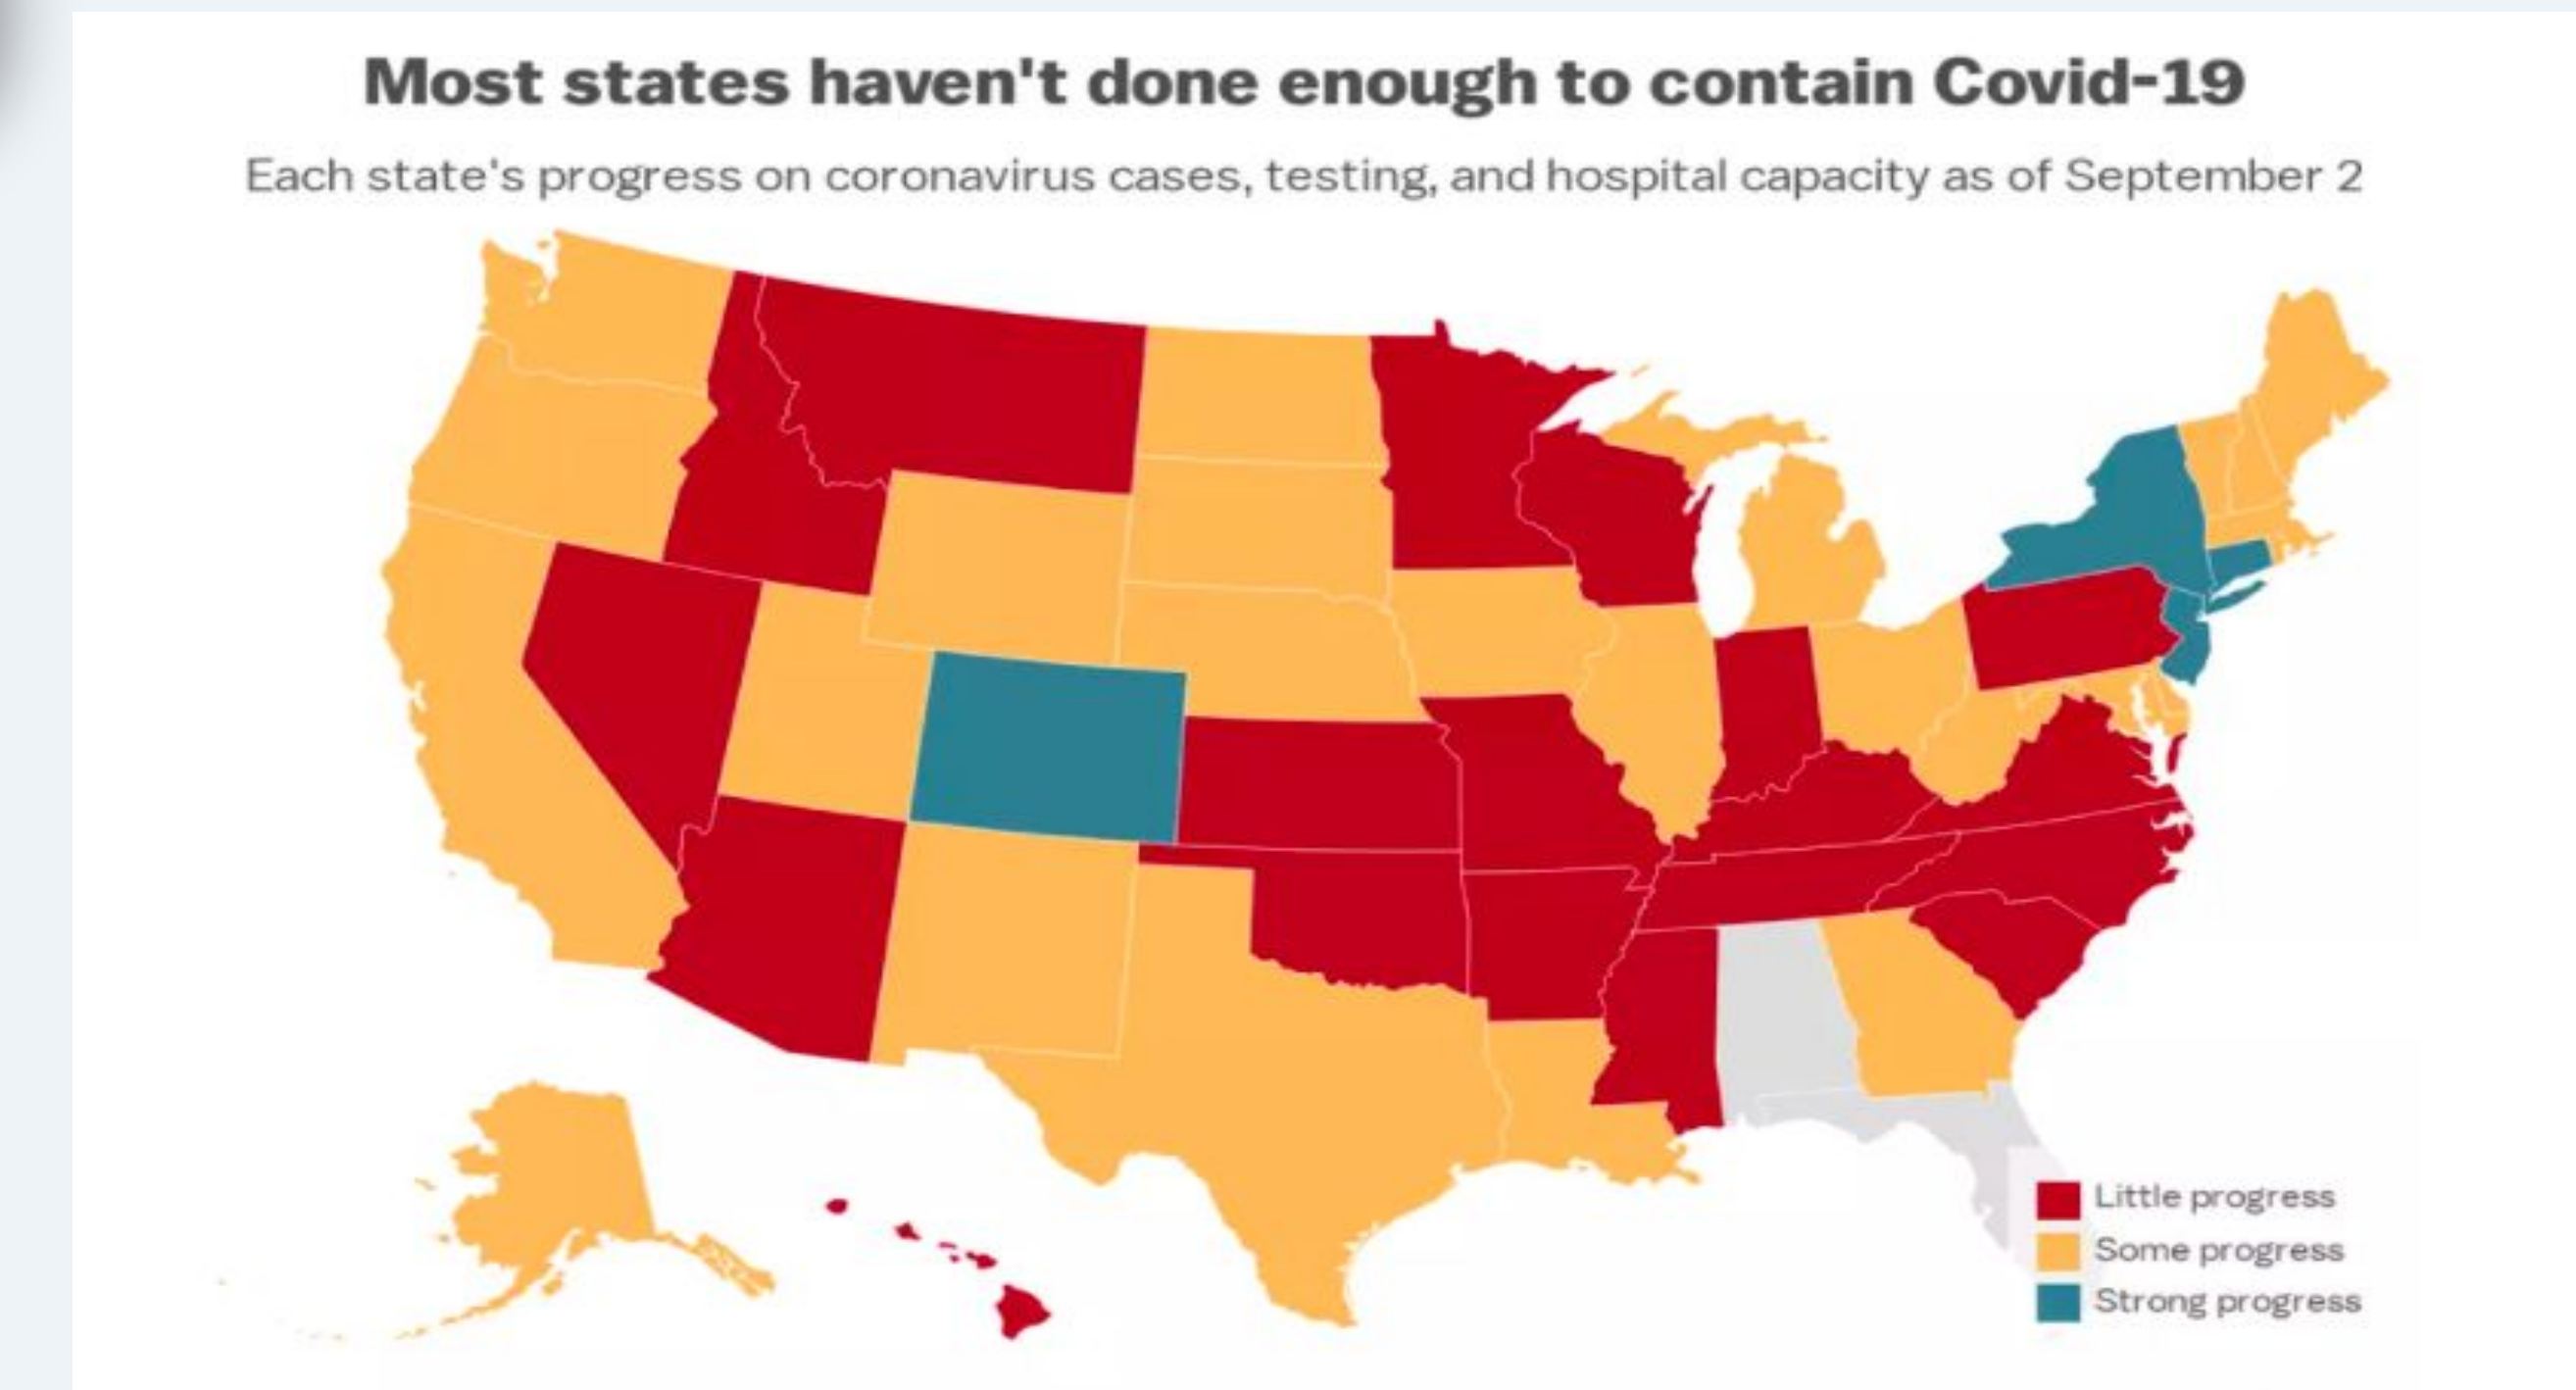 Most states haven't done enough to contain Covid-19
Each state's progress on coronavirus cases, testing, and hospital capacity as of September 2
Little progress
Some progress
Strong progress